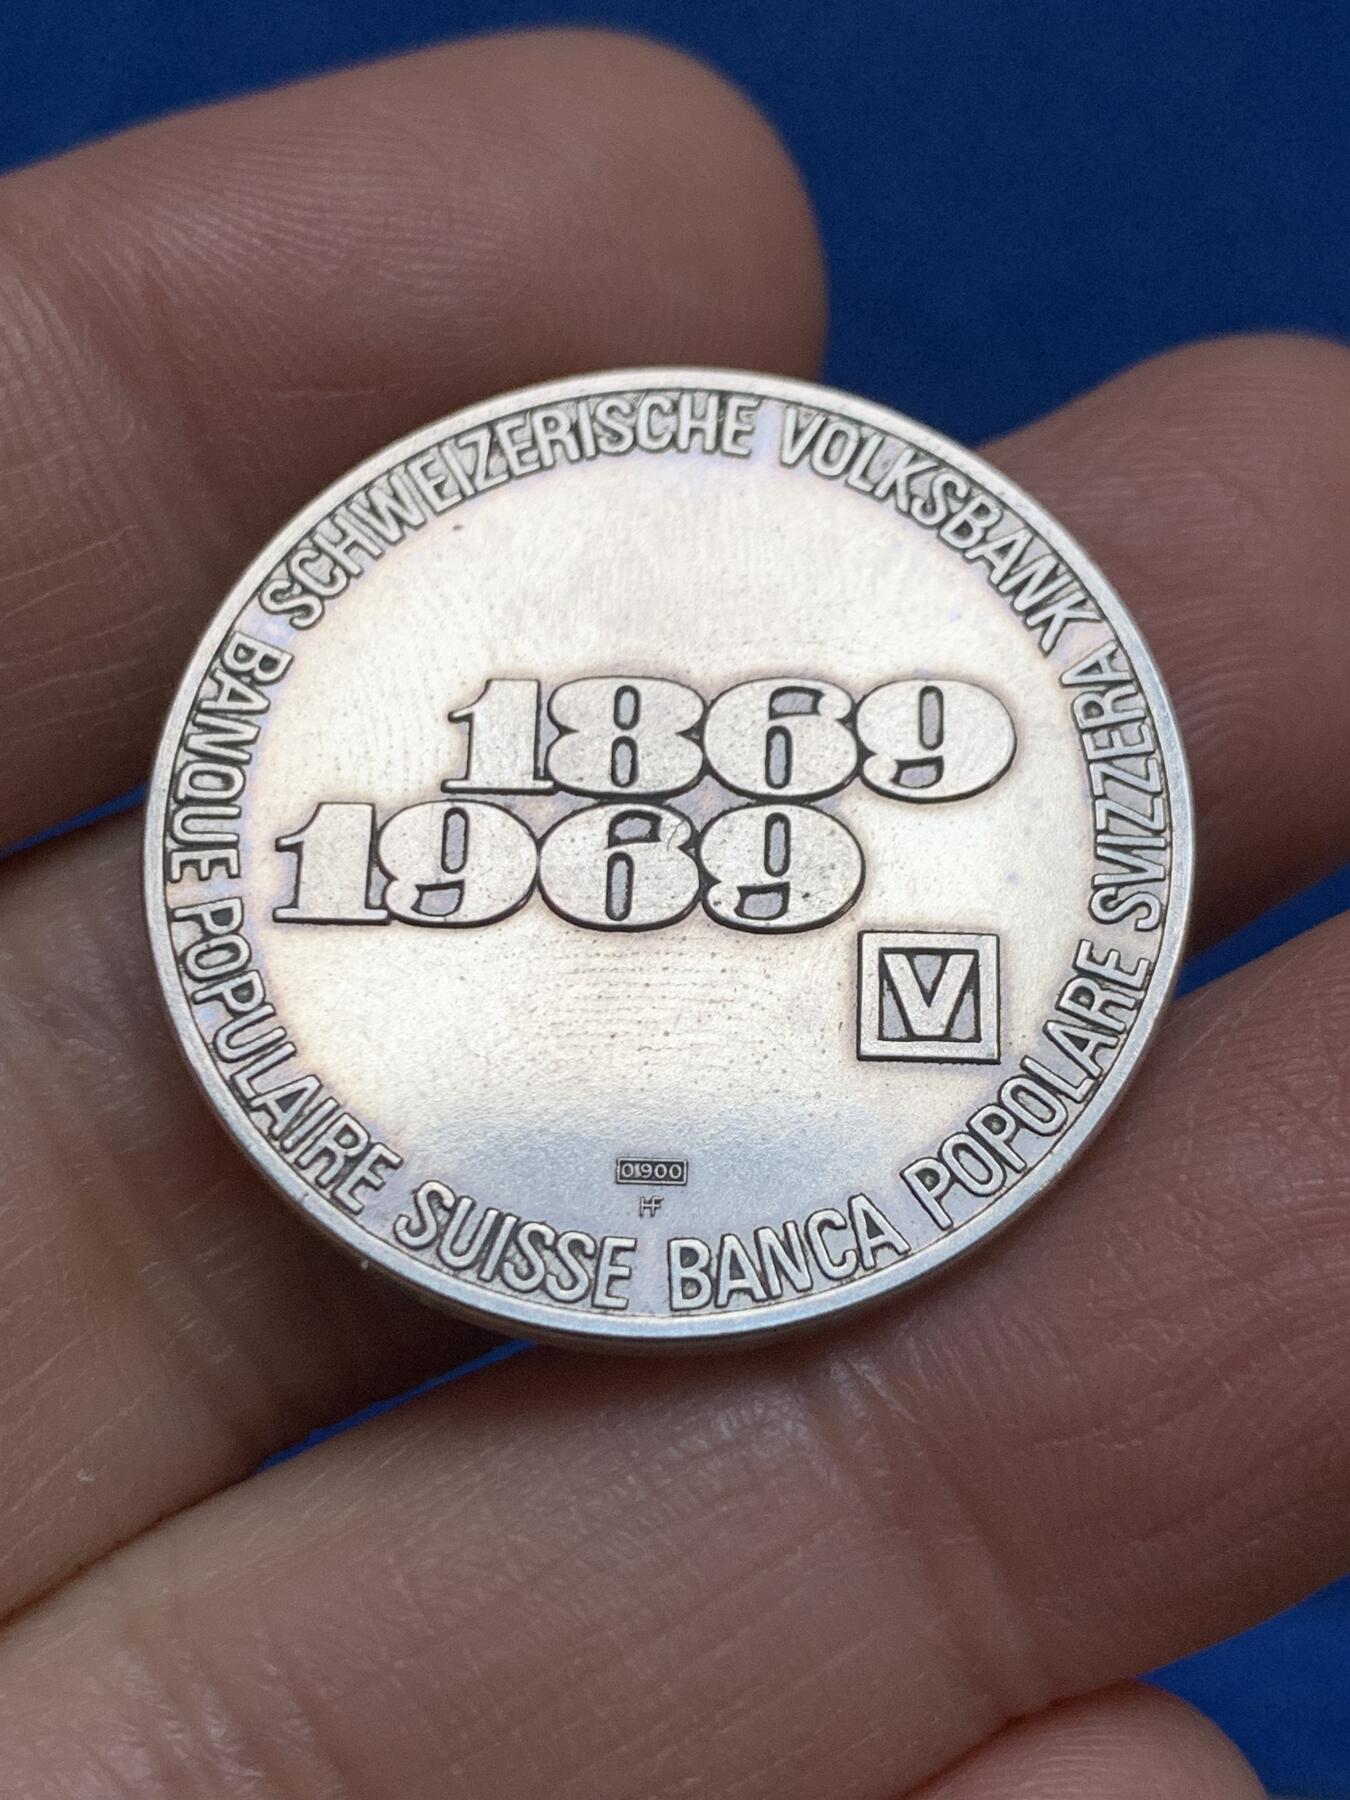 SCHWEIZERISCHE VOLKSBANK
BANCA POPOLARE SVIZZERA
BANQUE POPULAIRE SUISSE
1869
1969
V
0.900
HF